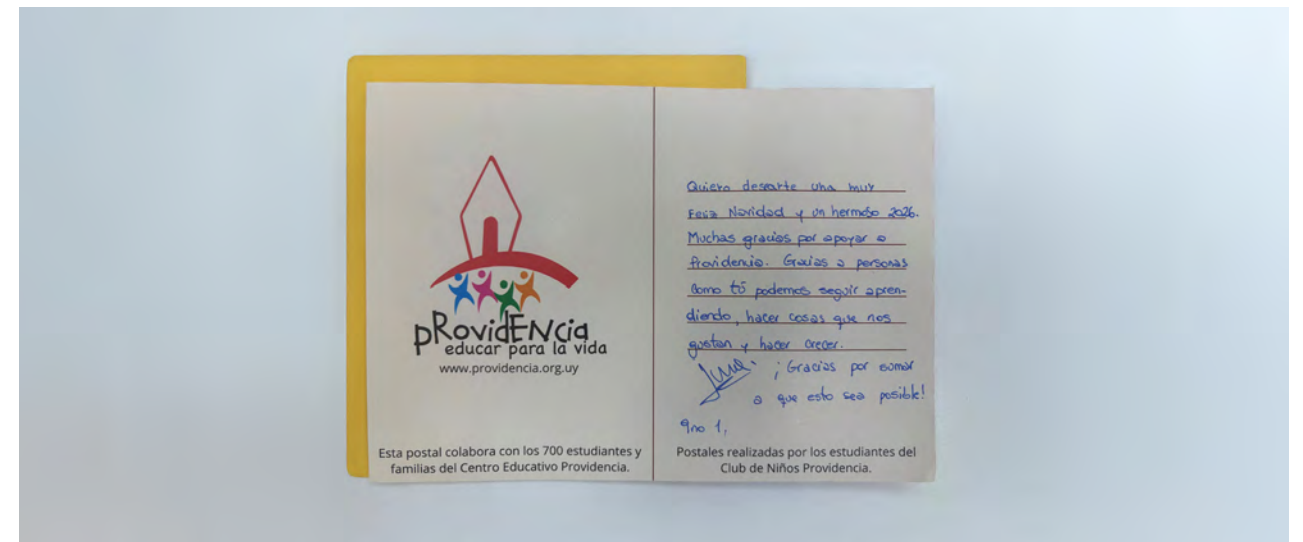 pRovidENcia
educar para la vida
www.providencia.org.uy
Esta postal colabora con los 700 estudiantes y
familias del Centro Educativo Providencia.
Quiero desearte una muy
Feliz Navidad y un hermoso 2026.
Muchas gracias por apoyar a
Providencia. Gracias a personas
como tú podemos seguir apren-
diendo, hacer cosas que nos
gustan y hacer crecer.
¡Gracias por sumar
a que esto sea posible!
9no 1,
Postales realizadas por los estudiantes del
Club de Niños Providencia.